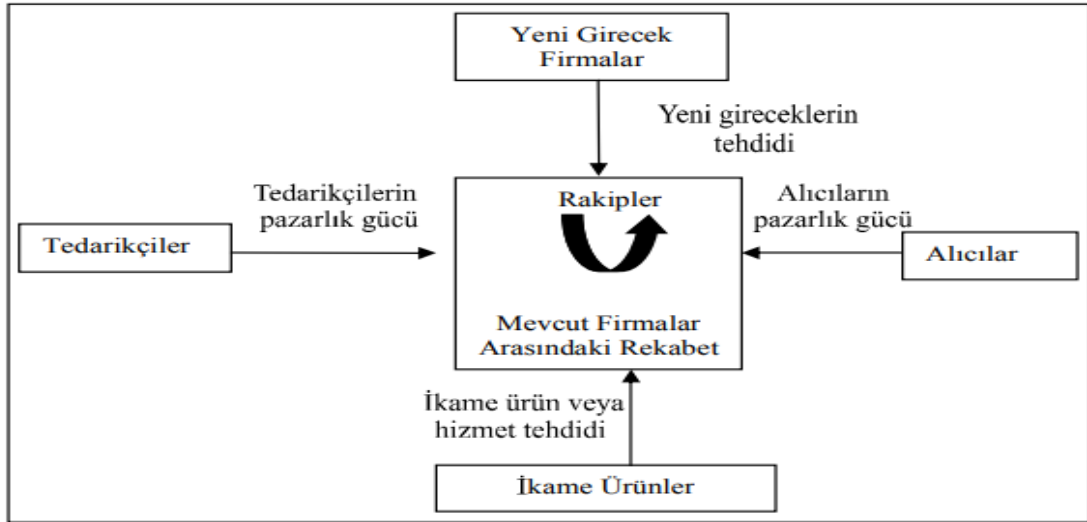 Yeni Girecek
Firmalar
Yeni gireceklerin
tehdidi
Tedarikçilerin
pazarlık gücü
Rakipler
Alıcıların
pazarlık gücü
Tedarikçiler
Alıcılar
Mevcut Firmalar
Arasındaki Rekabet
İkame ürün veya
hizmet tehdidi
İkame Ürünler